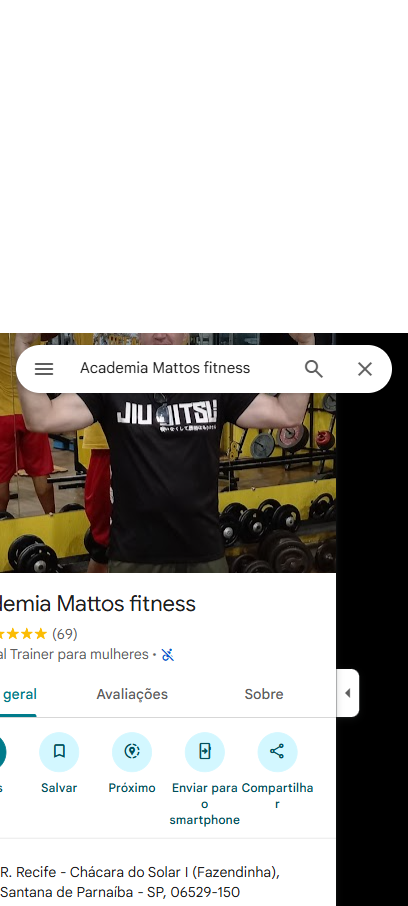 Academia Mattos fitness
JIU JITSU
demia Mattos fitness
(69)
al Trainer para mulheres
geral
Avaliações
Sobre
s
Salvar
Próximo
Enviar para o smartphone
Compartilhar
R. Recife - Chácara do Solar I (Fazendinha),
Santana de Parnaíba - SP, 06529-150